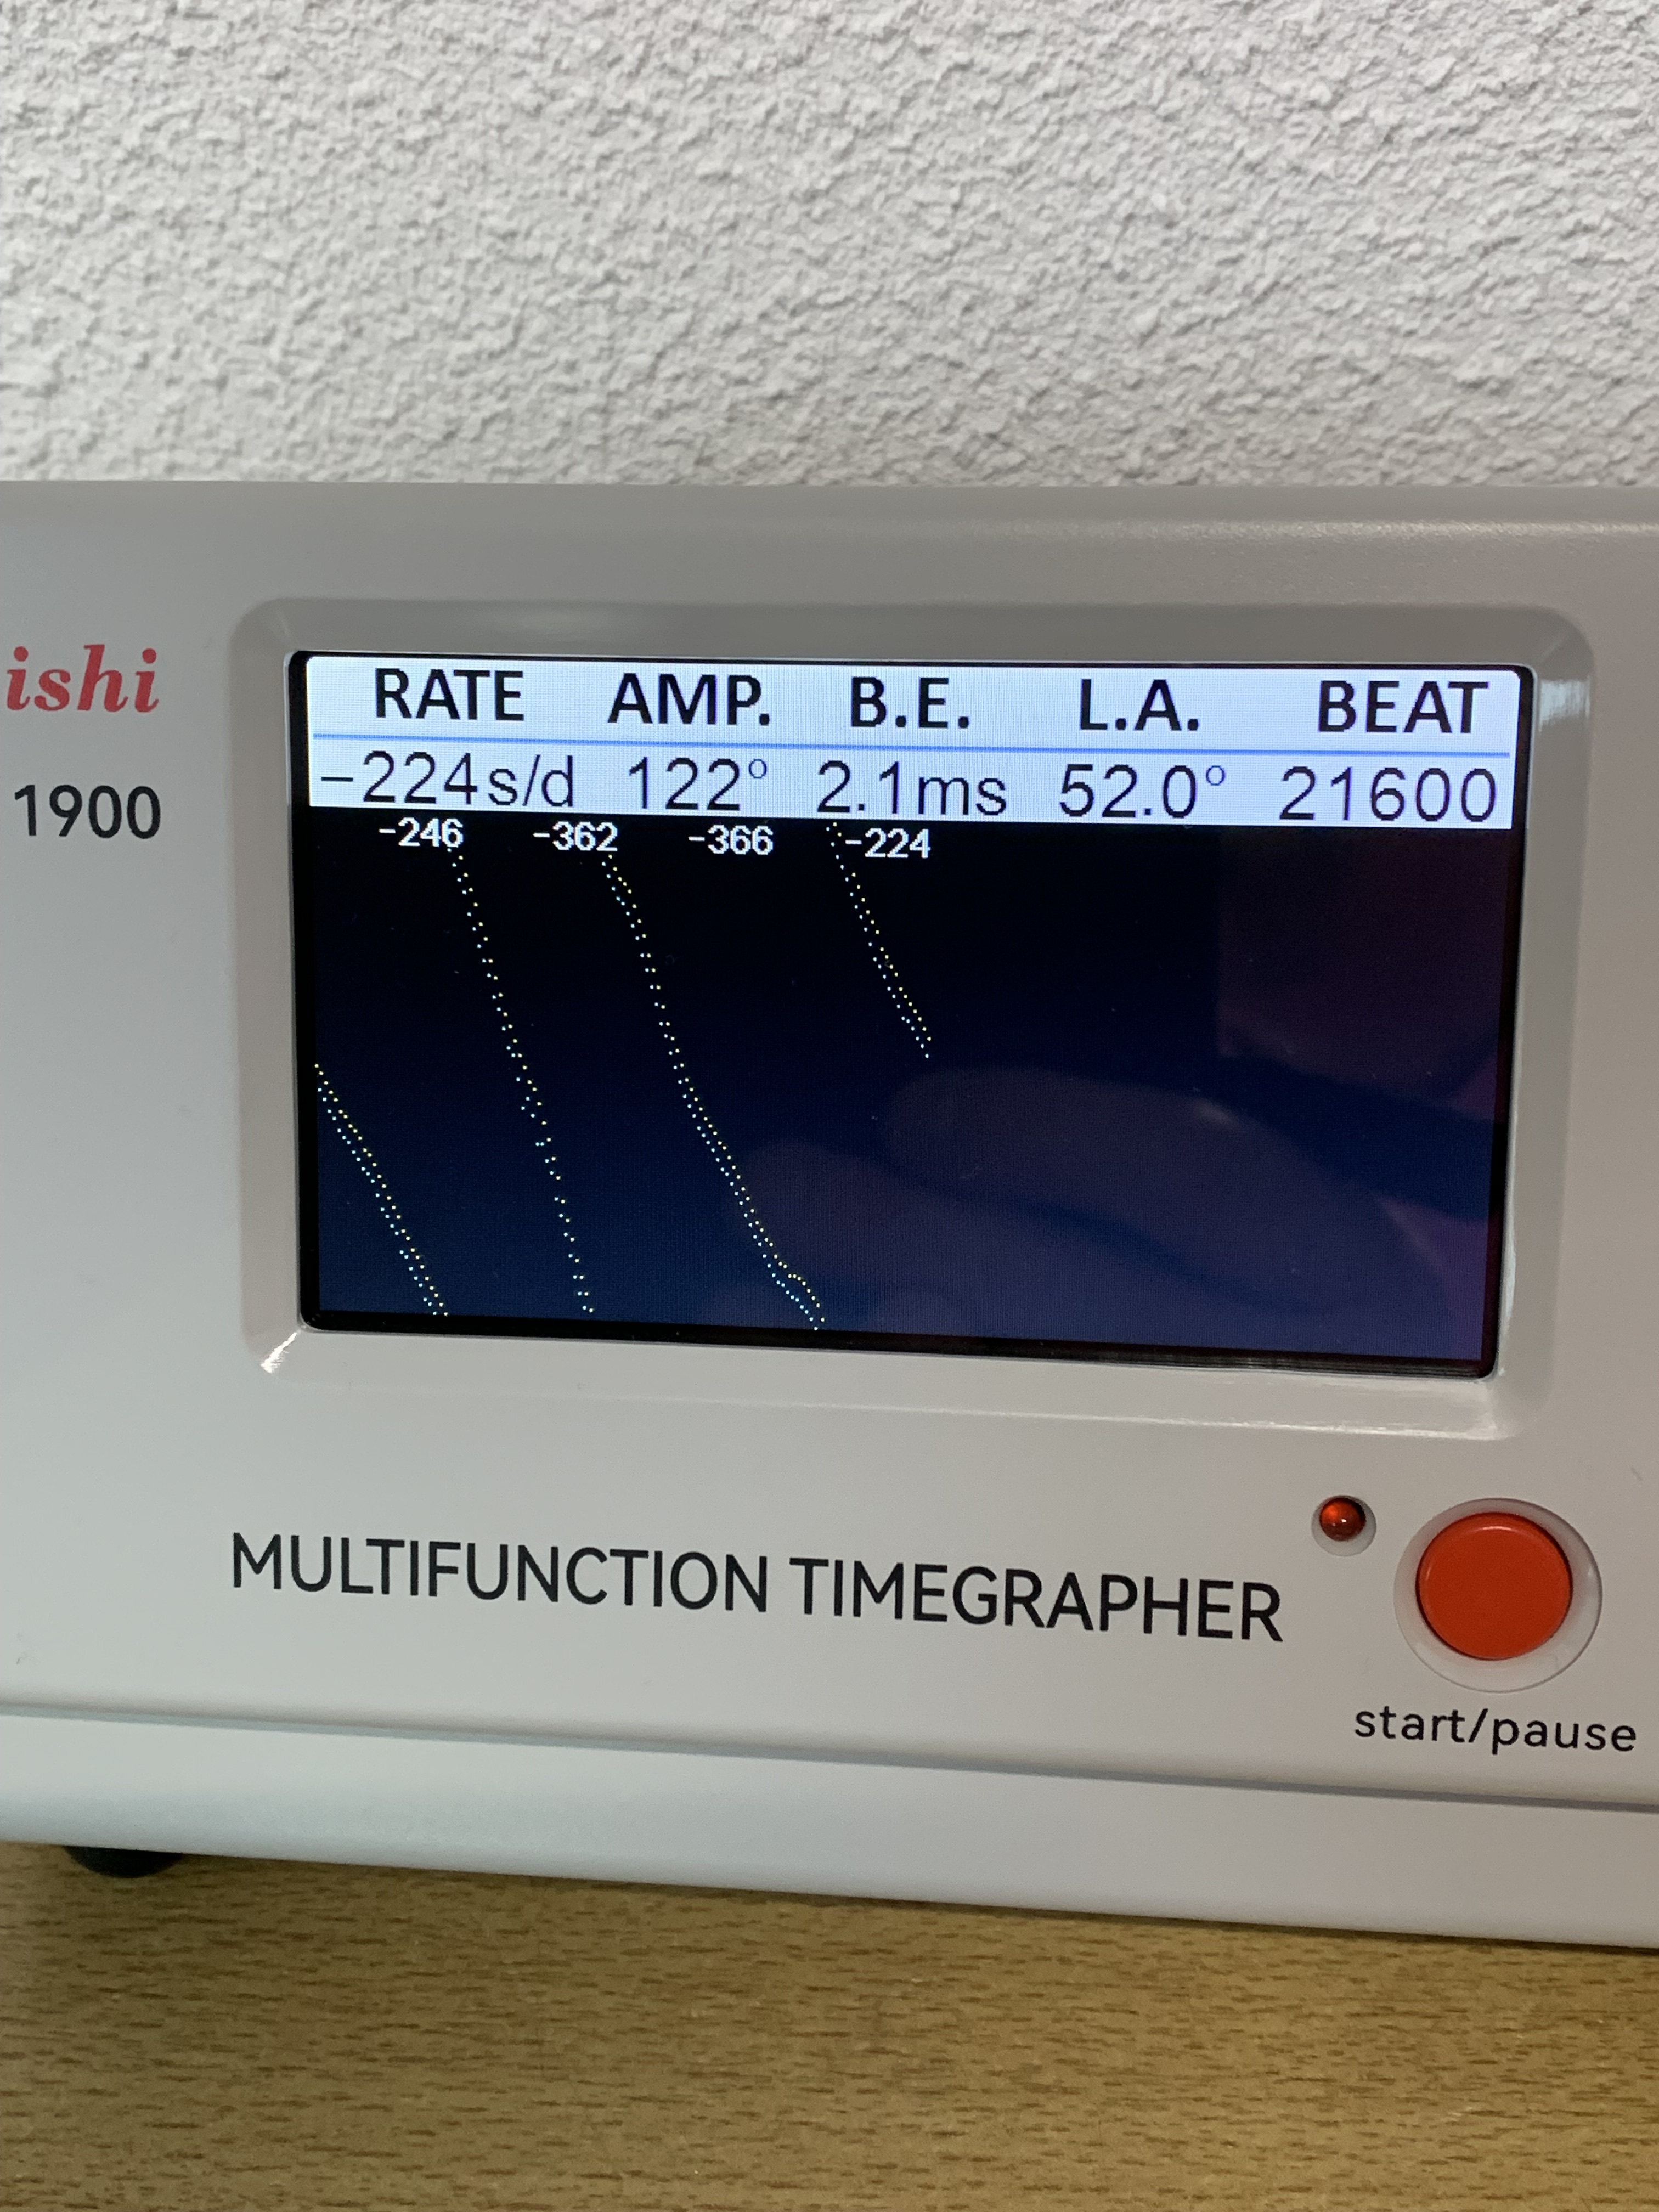 ishi
1900
RATE AMP. B.E. L.A. BEAT
-224s/d 122° 2.1ms 52.0° 21600
-246 -362 -366 -224
MULTIFUNCTION TIMEGRAPHER
start/pause